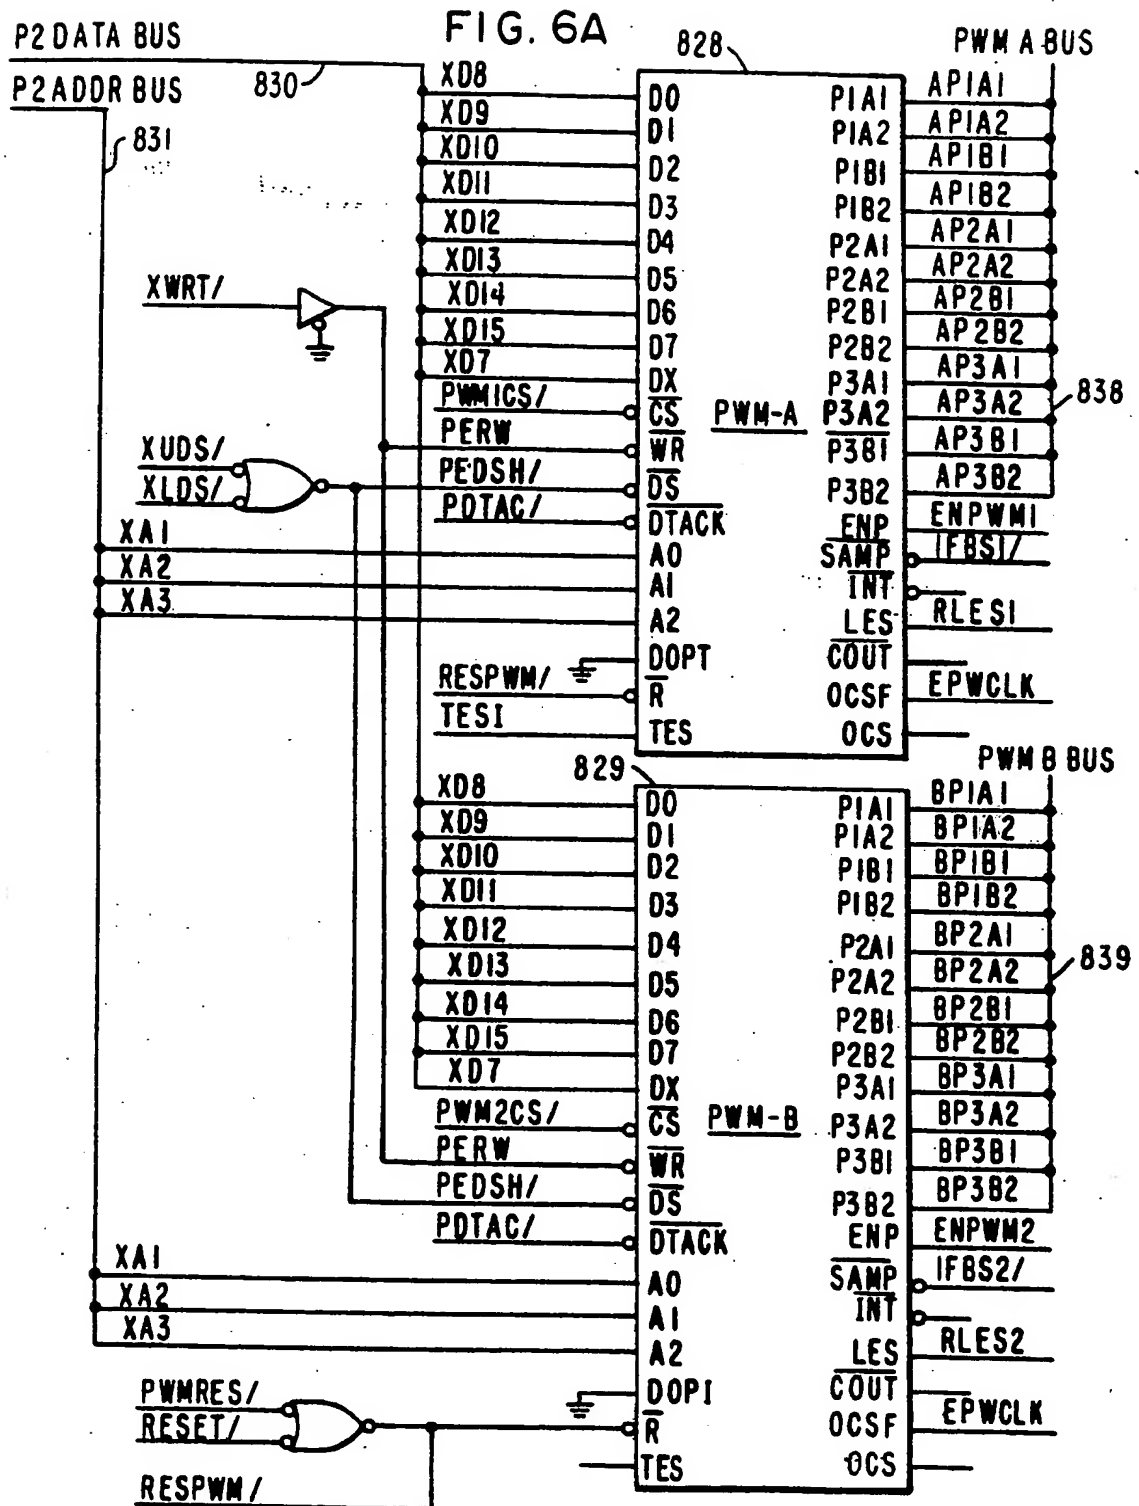 FIG. 6A
P2 DATA BUS
830
P2 ADDR BUS
831
828
PWM A BUS
XD8 D0 P1A1 AP1A1
XD9 D1 P1A2 AP1A2
XD10 D2 P1B1 AP1B1
XD11 D3 P1B2 AP1B2
XD12 D4 P2A1 AP2A1
XD13 D5 P2A2 AP2A2
XWRT/
XD14 D6 P2B1 AP2B1
XD15 D7 P2B2 AP2B2
XD7 DX P3A1 AP3A1
838
PWM1CS/ CS PWM-A P3A2 AP3A2
PERW WR P3B1 AP3B1
XUDS/
XLDS/
PEDSH/ DS P3B2 AP3B2
PDTAC/ DTACK ENP ENPWM1
XA1 A0 SAMP IFBS1/
XA2 A1 INT
XA3 A2 LES RLES1
DOPT COUT
RESPWM/ R OCSF EPWCLK
TES1 TES OCS
829
PWM B BUS
XD8 D0 P1A1 BP1A1
XD9 D1 P1A2 BP1A2
XD10 D2 P1B1 BP1B1
XD11 D3 P1B2 BP1B2
XD12 D4 P2A1 BP2A1
839
XD13 D5 P2A2 BP2A2
XD14 D6 P2B1 BP2B1
XD15 D7 P2B2 BP2B2
XD7 DX P3A1 BP3A1
PWM2CS/ CS PWM-B P3A2 BP3A2
PERW WR P3B1 BP3B1
PEDSH/ DS P3B2 BP3B2
PDTAC/ DTACK ENP ENPWM2
XA1 A0 SAMP IFBS2/
XA2 A1 INT
XA3 A2 LES RLES2
DOPI COUT
PWMRES/
RESET/
R OCSF EPWCLK
TES OCS
RESPWM/